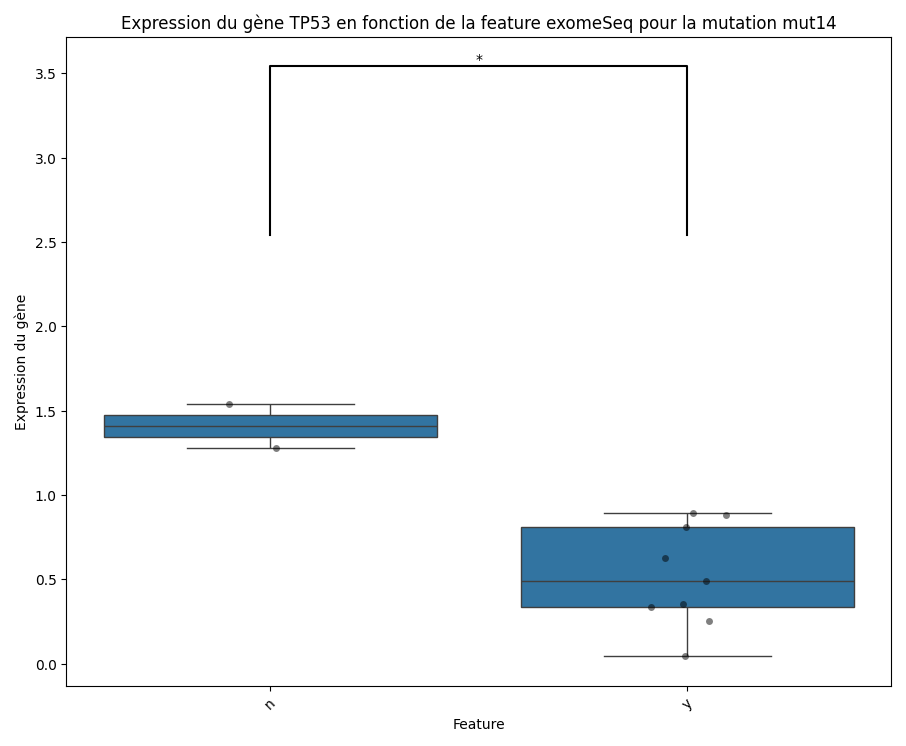 Expression du gène TP53 en fonction de la feature exomeSeq pour la mutation mut14
*
3.5
3.0
2.5
2.0
1.5
1.0
0.5
0.0
Expression du gène
n
y
Feature